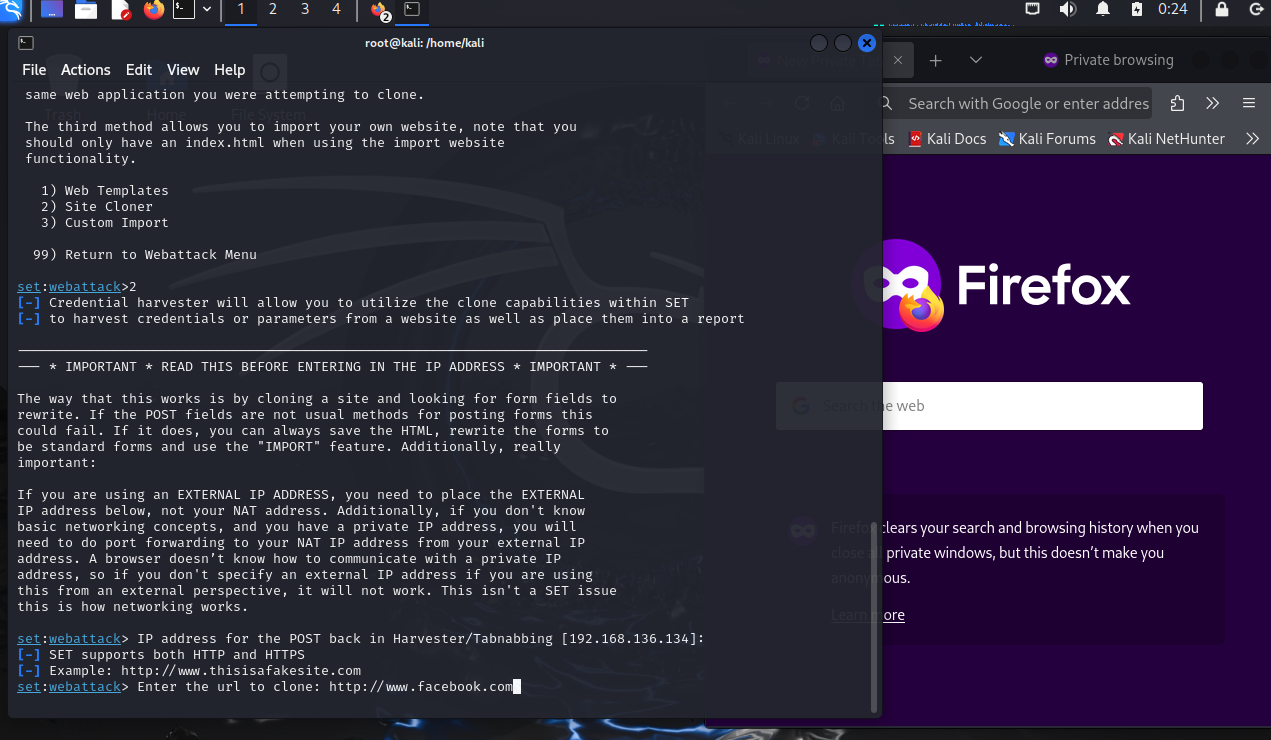 1 2 3 4 2 0:24
root@kali: /home/kali
File Actions Edit View Help
Private browsing
Search with Google or enter addres
Kali Linux Kali Tools Kali Docs Kali Forums Kali NetHunter
Trash Home File System
same web application you were attempting to clone.
The third method allows you to import your own website, note that you
should only have an index.html when using the import website
functionality.
1) Web Templates
2) Site Cloner
3) Custom Import
99) Return to Webattack Menu
set:webattack>2
[-] Credential harvester will allow you to utilize the clone capabilities within SET
[-] to harvest credentials or parameters from a website as well as place them into a report
--- * IMPORTANT * READ THIS BEFORE ENTERING IN THE IP ADDRESS * IMPORTANT * ---
The way that this works is by cloning a site and looking for form fields to
rewrite. If the POST fields are not usual methods for posting forms this
could fail. If it does, you can always save the HTML, rewrite the forms to
be standard forms and use the "IMPORT" feature. Additionally, really
important:
If you are using an EXTERNAL IP ADDRESS, you need to place the EXTERNAL
IP address below, not your NAT address. Additionally, if you don't know
basic networking concepts, and you have a private IP address, you will
need to do port forwarding to your NAT IP address from your external IP
address. A browser doesn’t know how to communicate with a private IP
address, so if you don't specify an external IP address if you are using
this from an external perspective, it will not work. This isn't a SET issue
this is how networking works.
set:webattack> IP address for the POST back in Harvester/Tabnabbing [192.168.136.134]:
[-] SET supports both HTTP and HTTPS
[-] Example: http://www.thisisafakesite.com
set:webattack> Enter the url to clone: http://www.facebook.com
Firefox
Search the web
Firefox clears your search and browsing history when you
close all private windows, but this doesn’t make you
anonymous.
Learn more